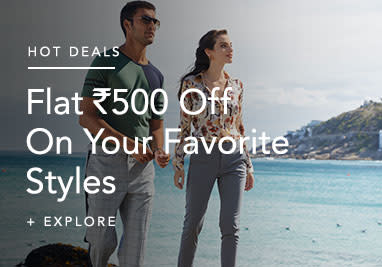 HOT DEALS
Flat ₹500 Off
On Your Favorite
Styles
+ EXPLORE